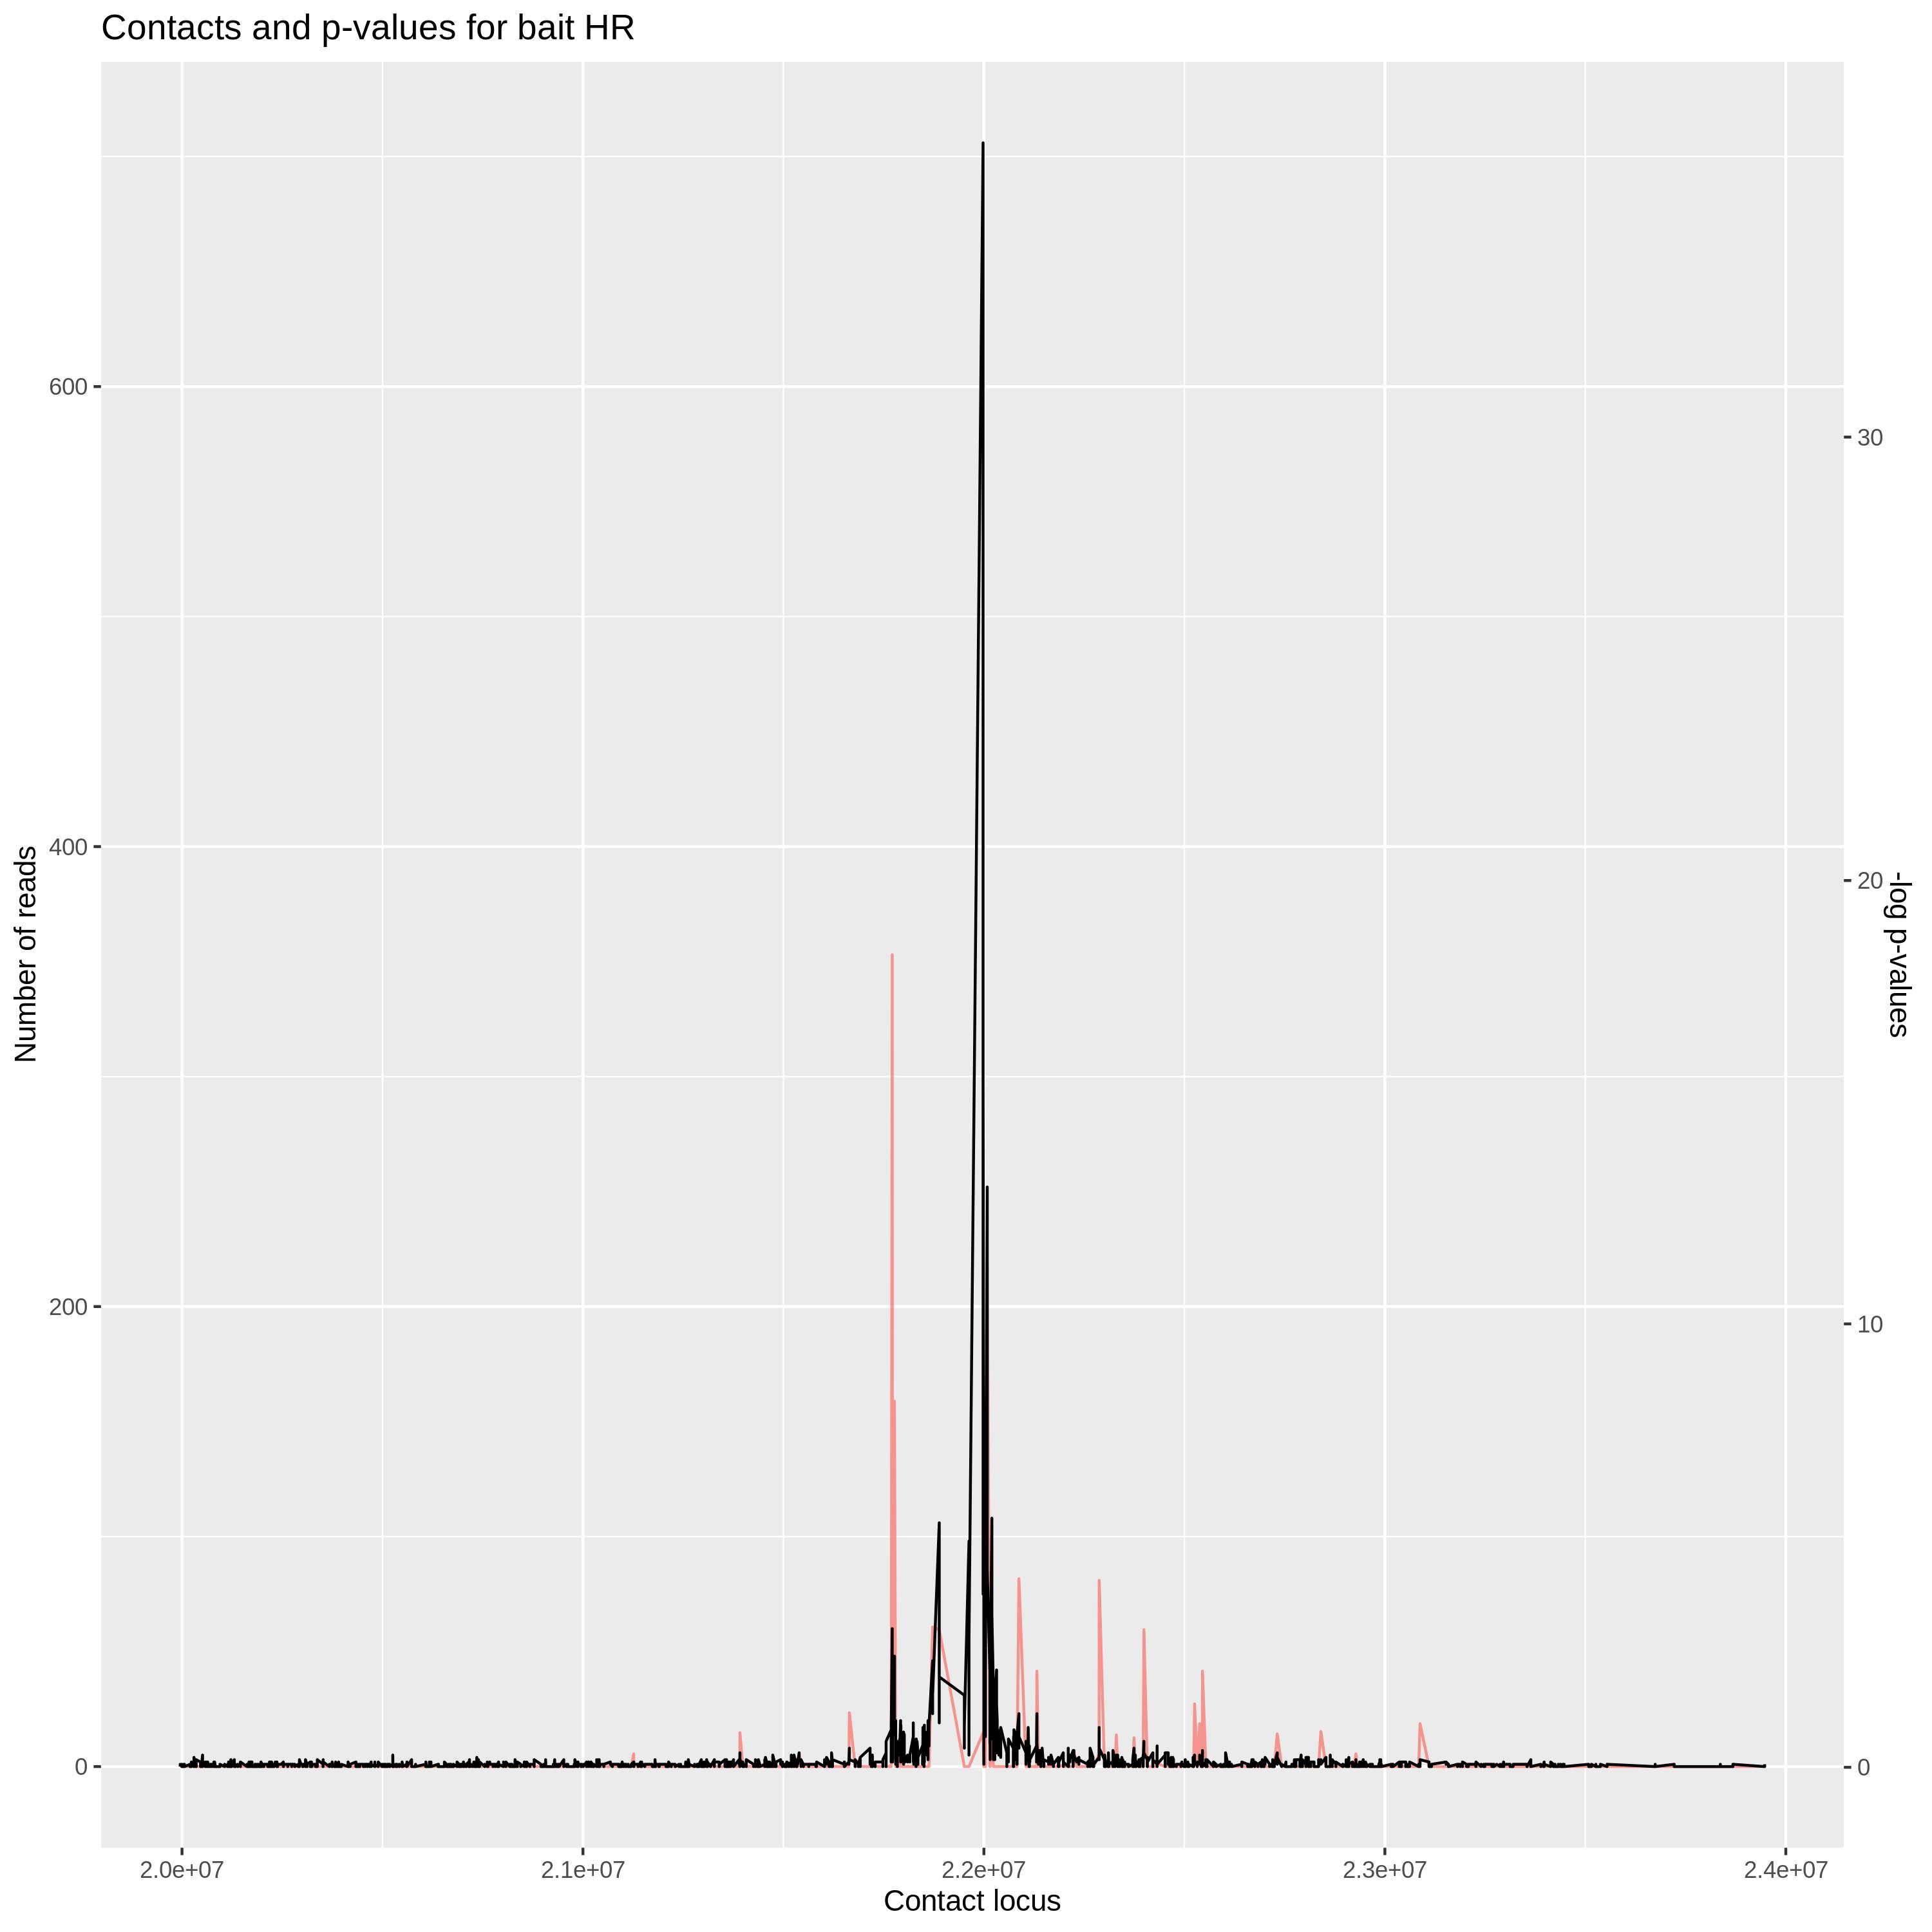 Contacts and p-values for bait HR
600
400
200
0
Number of reads
30
20
10
0
-log p-values
2.0e+07
2.1e+07
2.2e+07
2.3e+07
2.4e+07
Contact locus